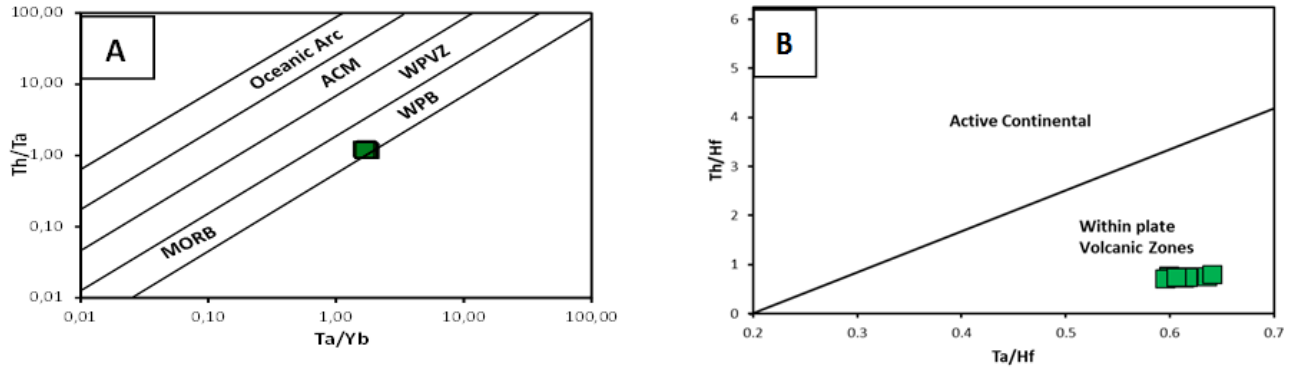 A
100,00
10,00
1,00
0,10
0,01
Th/Ta
Oceanic Arc
ACM
WPVZ
WPB
MORB
0,01 0,10 1,00 10,00 100,00
Ta/Yb
B
6
5
4
3
2
1
0
Th/Hf
Active Continental
Within plate
Volcanic Zones
0.2 0.3 0.4 0.5 0.6 0.7
Ta/Hf